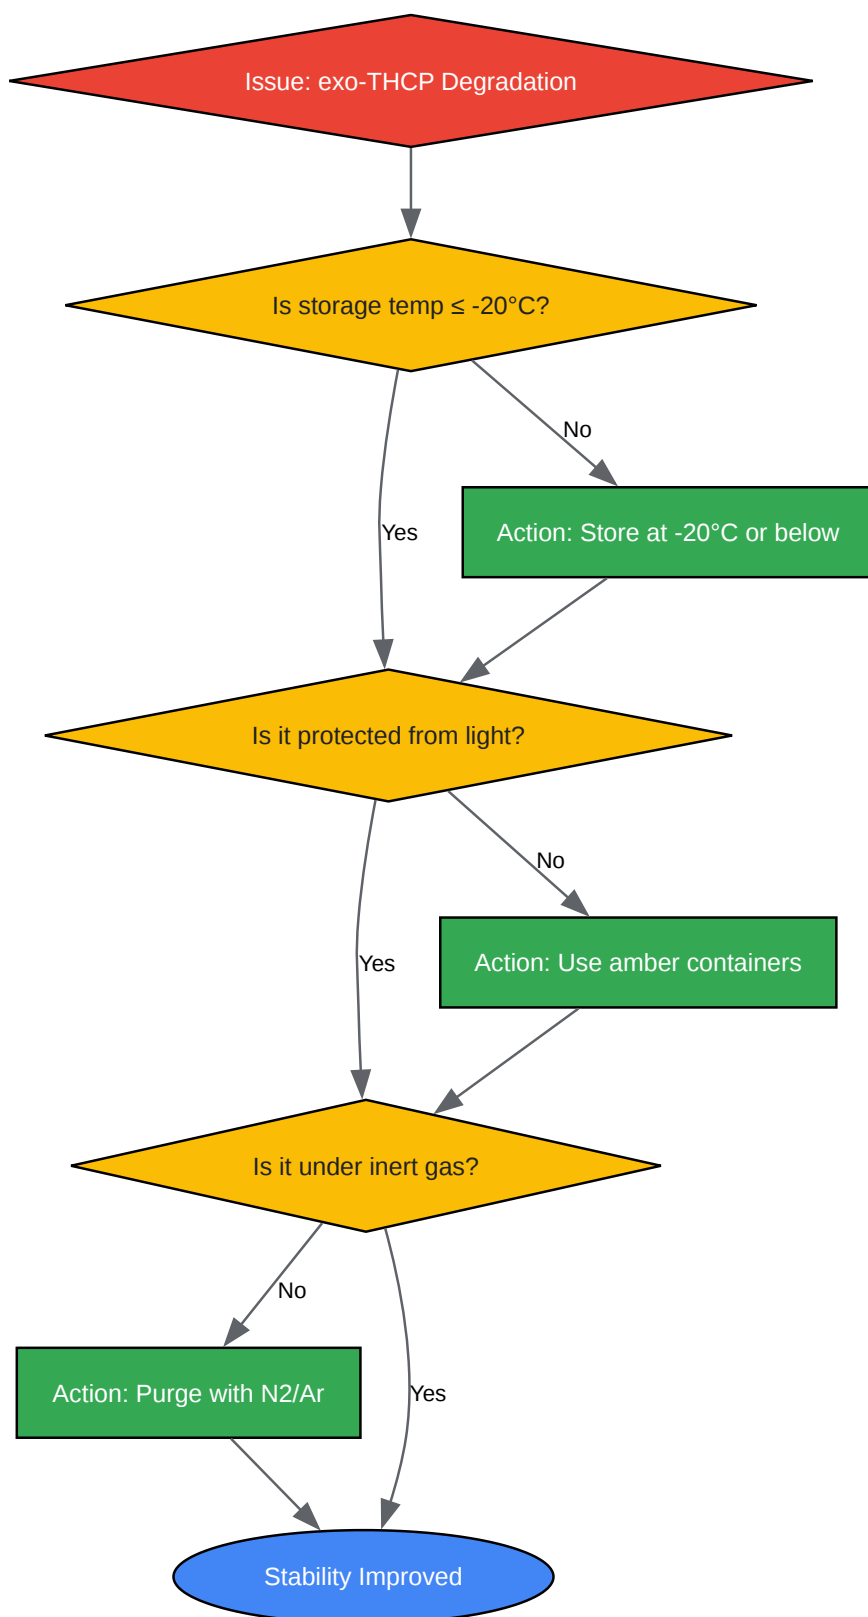 Issue: exo-THCP Degradation
Is storage temp ≤ -20°C?
No
Yes
Action: Store at -20°C or below
Is it protected from light?
No
Yes
Action: Use amber containers
Is it under inert gas?
No
Yes
Action: Purge with N2/Ar
Stability Improved